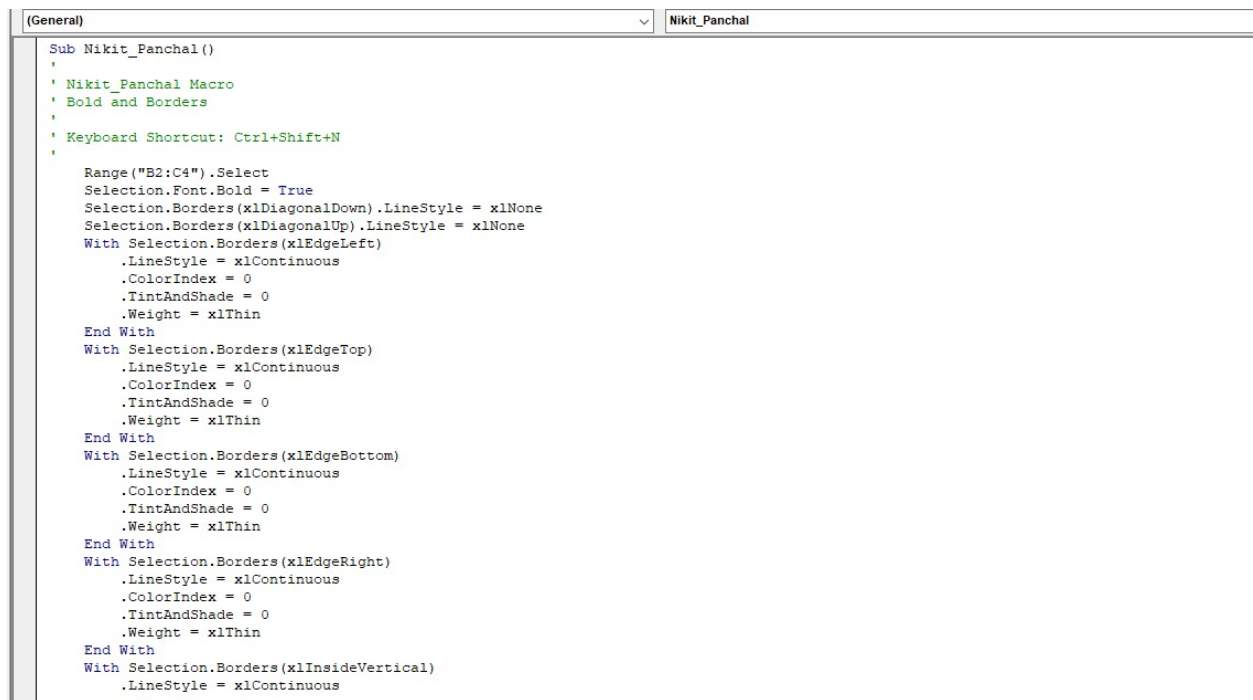 (General) Nikit_Panchal
Sub Nikit_Panchal()
'
' Nikit_Panchal Macro
' Bold and Borders
'
' Keyboard Shortcut: Ctrl+Shift+N
'
    Range("B2:C4").Select
    Selection.Font.Bold = True
    Selection.Borders(xlDiagonalDown).LineStyle = xlNone
    Selection.Borders(xlDiagonalUp).LineStyle = xlNone
    With Selection.Borders(xlEdgeLeft)
        .LineStyle = xlContinuous
        .ColorIndex = 0
        .TintAndShade = 0
        .Weight = xlThin
    End With
    With Selection.Borders(xlEdgeTop)
        .LineStyle = xlContinuous
        .ColorIndex = 0
        .TintAndShade = 0
        .Weight = xlThin
    End With
    With Selection.Borders(xlEdgeBottom)
        .LineStyle = xlContinuous
        .ColorIndex = 0
        .TintAndShade = 0
        .Weight = xlThin
    End With
    With Selection.Borders(xlEdgeRight)
        .LineStyle = xlContinuous
        .ColorIndex = 0
        .TintAndShade = 0
        .Weight = xlThin
    End With
    With Selection.Borders(xlInsideVertical)
        .LineStyle = xlContinuous